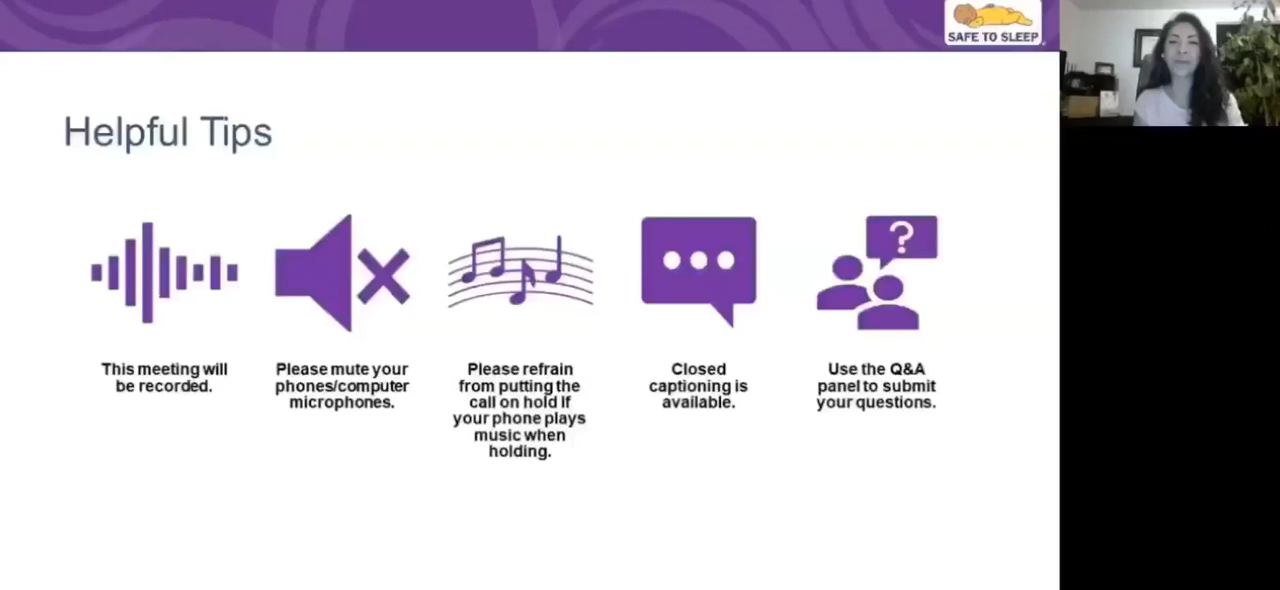 SAFE TO SLEEP
Helpful Tips
?
This meeting will
be recorded.
Please mute your
phones/computer
microphones.
Please refrain
from putting the
call on hold if
your phone plays
music when
holding.
Closed
captioning is
available.
Use the Q&A
panel to submit
your questions.